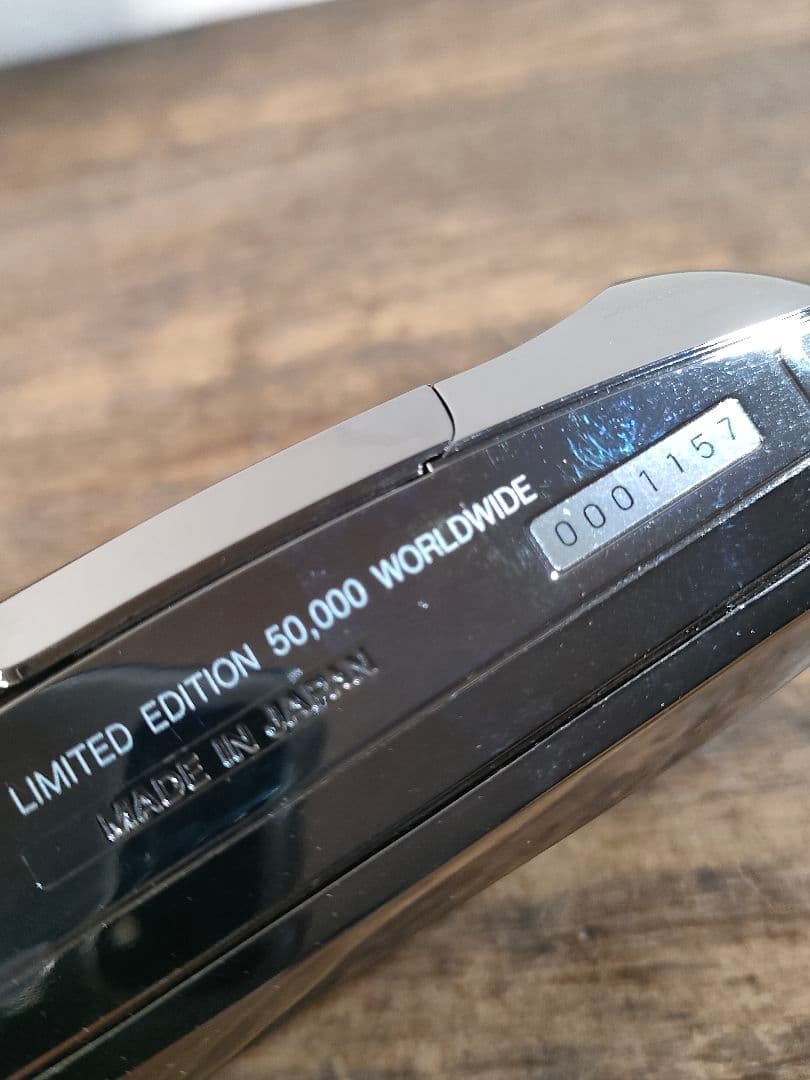 LIMITED EDITION 50,000 WORLDWIDE
0001157
MADE IN JAPAN